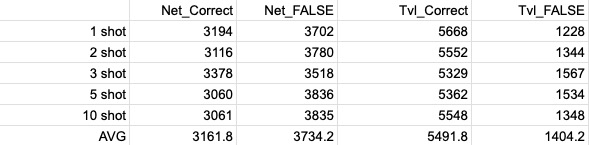 Net_Correct Net_FALSE Tvl_Correct Tvl_FALSE
1 shot 3194 3702 5668 1228
2 shot 3116 3780 5552 1344
3 shot 3378 3518 5329 1567
5 shot 3060 3836 5362 1534
10 shot 3061 3835 5548 1348
AVG 3161.8 3734.2 5491.8 1404.2